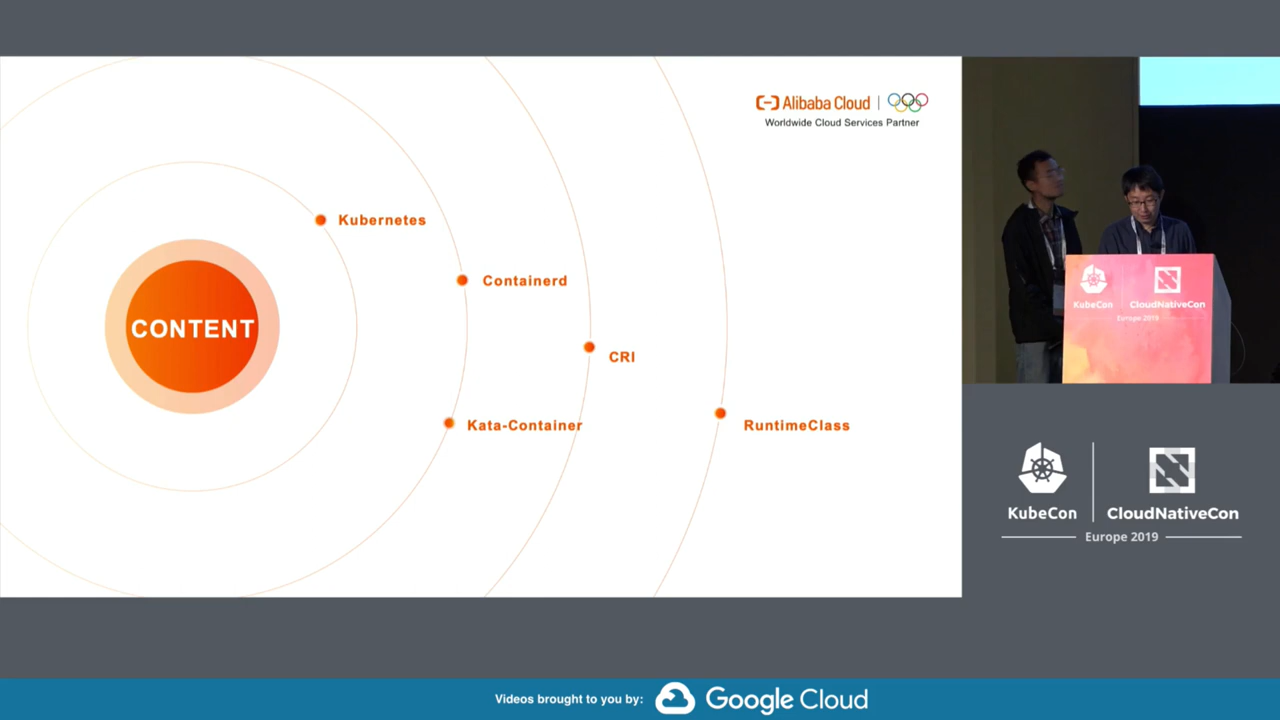 Alibaba Cloud
Worldwide Cloud Services Partner
CONTENT
Kubernetes
Containerd
CRI
Kata-Container
RuntimeClass
KubeCon
CloudNativeCon
Europe 2019
KubeCon
CloudNativeCon
Europe 2019
Videos brought to you by:
Google Cloud